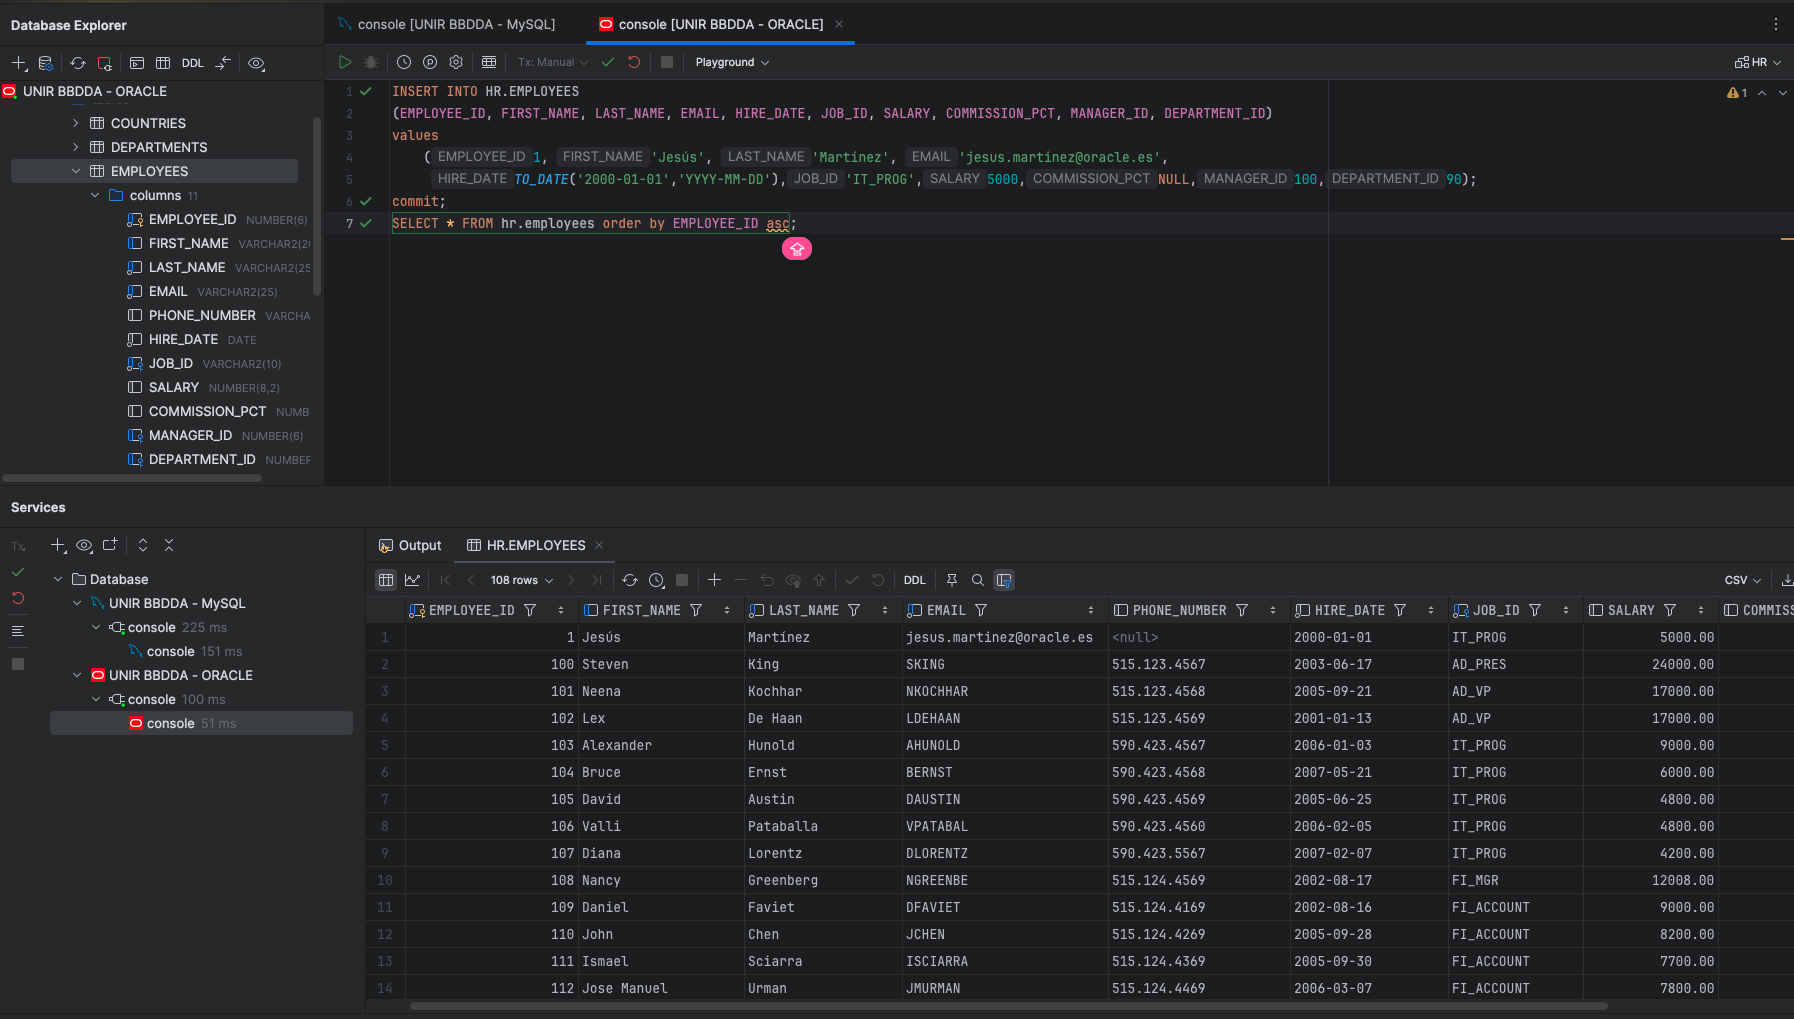 Database Explorer
console [UNIR BBDDA - MySQL]
console [UNIR BBDDA - ORACLE]
DDL
Tx: Manual
Playground
HR
UNIR BBDDA - ORACLE
COUNTRIES
DEPARTMENTS
EMPLOYEES
columns 11
EMPLOYEE_ID NUMBER(6)
FIRST_NAME VARCHAR2(20
LAST_NAME VARCHAR2(25
EMAIL VARCHAR2(25)
PHONE_NUMBER VARCHA
HIRE_DATE DATE
JOB_ID VARCHAR2(10)
SALARY NUMBER(8,2)
COMMISSION_PCT NUMB
MANAGER_ID NUMBER(6)
DEPARTMENT_ID NUMBER
1 INSERT INTO HR.EMPLOYEES
2 (EMPLOYEE_ID, FIRST_NAME, LAST_NAME, EMAIL, HIRE_DATE, JOB_ID, SALARY, COMMISSION_PCT, MANAGER_ID, DEPARTMENT_ID)
3 values
4 ( EMPLOYEE_ID 1, FIRST_NAME 'Jesús', LAST_NAME 'Martínez', EMAIL 'jesus.martinez@oracle.es',
5 HIRE_DATE TO_DATE('2000-01-01','YYYY-MM-DD'), JOB_ID 'IT_PROG', SALARY 5000, COMMISSION_PCT NULL, MANAGER_ID 100, DEPARTMENT_ID 90);
6 commit;
7 SELECT * FROM hr.employees order by EMPLOYEE_ID asc;
1
Services
Tx
Database
UNIR BBDDA - MySQL
console 225 ms
console 151 ms
UNIR BBDDA - ORACLE
console 100 ms
console 51 ms
Output
HR.EMPLOYEES
108 rows
DDL
CSV
EMPLOYEE_ID FIRST_NAME LAST_NAME EMAIL PHONE_NUMBER HIRE_DATE JOB_ID SALARY COMMISS
1 1 Jesús Martínez jesus.martinez@oracle.es <null> 2000-01-01 IT_PROG 5000.00
2 100 Steven King SKING 515.123.4567 2003-06-17 AD_PRES 24000.00
3 101 Neena Kochhar NKOCHHAR 515.123.4568 2005-09-21 AD_VP 17000.00
4 102 Lex De Haan LDEHAAN 515.123.4569 2001-01-13 AD_VP 17000.00
5 103 Alexander Hunold AHUNOLD 590.423.4567 2006-01-03 IT_PROG 9000.00
6 104 Bruce Ernst BERNST 590.423.4568 2007-05-21 IT_PROG 6000.00
7 105 David Austin DAUSTIN 590.423.4569 2005-06-25 IT_PROG 4800.00
8 106 Valli Pataballa VPATABAL 590.423.4560 2006-02-05 IT_PROG 4800.00
9 107 Diana Lorentz DLORENTZ 590.423.5567 2007-02-07 IT_PROG 4200.00
10 108 Nancy Greenberg NGREENBE 515.124.4569 2002-08-17 FI_MGR 12008.00
11 109 Daniel Faviet DFAVIET 515.124.4169 2002-08-16 FI_ACCOUNT 9000.00
12 110 John Chen JCHEN 515.124.4269 2005-09-28 FI_ACCOUNT 8200.00
13 111 Ismael Sciarra ISCIARRA 515.124.4369 2005-09-30 FI_ACCOUNT 7700.00
14 112 Jose Manuel Urman JMURMAN 515.124.4469 2006-03-07 FI_ACCOUNT 7800.00